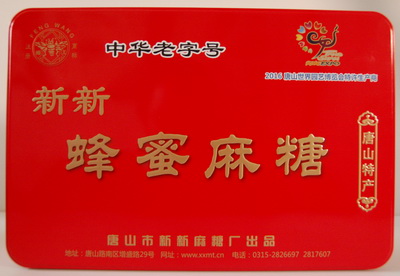 FENG WANG
中华老字号
2016 唐山世界园艺博览会特许生产商
新新
蜂蜜麻糖
唐山特产
唐山市新新麻糖厂出品
地址:唐山路南区增盛路29号 网址:www.xxmt.cn 电话:0315-2826697 2817607